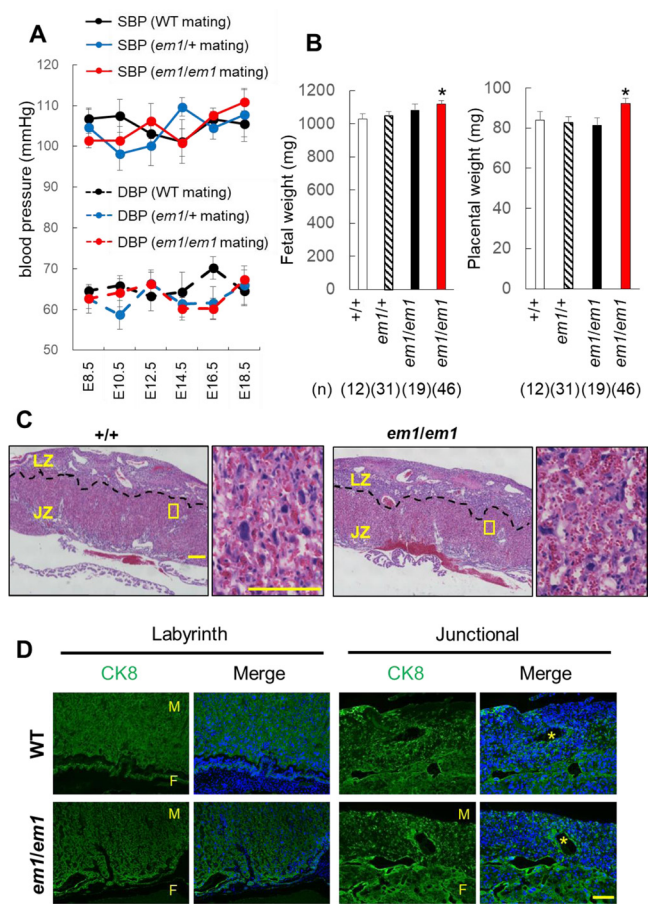 A
SBP (WT mating)
SBP (em1/+ mating)
SBP (em1/em1 mating)
120
110
100
90
80
70
60
50
blood pressure (mmHg)
DBP (WT mating)
DBP (em1/+ mating)
DBP (em1/em1 mating)
E8.5
E10.5
E12.5
E14.5
E16.5
E18.5
B
Fetal weight (mg)
1200
1000
800
600
400
200
0
*
+/+
em1/+
em1/em1
em1/em1
(n) (12)(31)(19)(46)
Placental weight (mg)
100
80
60
40
20
0
*
+/+
em1/+
em1/em1
em1/em1
(12)(31)(19)(46)
C
+/+
em1/em1
LZ
JZ
LZ
JZ
D
Labyrinth
Junctional
CK8
Merge
CK8
Merge
WT
M
F
*
em1/em1
M
F
M
F
*